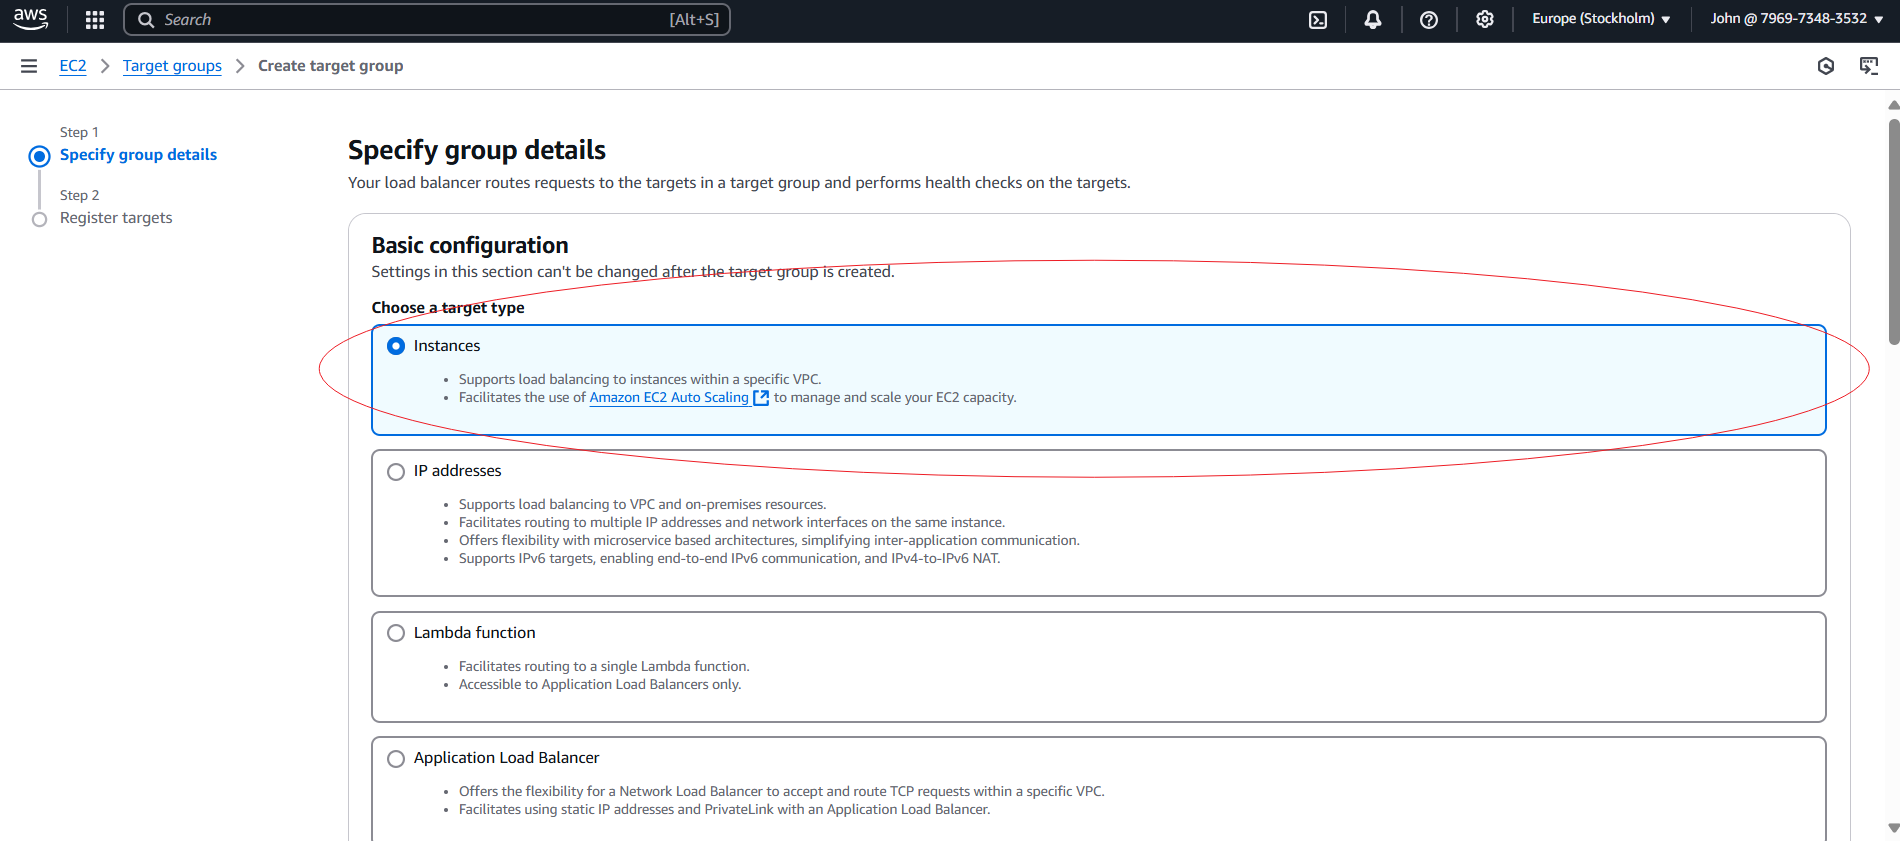 aws
Search [Alt+S]
Europe (Stockholm)
John @ 7969-7348-3532
EC2 Target groups Create target group
Step 1
Specify group details
Step 2
Register targets
Specify group details
Your load balancer routes requests to the targets in a target group and performs health checks on the targets.
Basic configuration
Settings in this section can't be changed after the target group is created.
Choose a target type
Instances
• Supports load balancing to instances within a specific VPC.
• Facilitates the use of Amazon EC2 Auto Scaling to manage and scale your EC2 capacity.
IP addresses
• Supports load balancing to VPC and on-premises resources.
• Facilitates routing to multiple IP addresses and network interfaces on the same instance.
• Offers flexibility with microservice based architectures, simplifying inter-application communication.
• Supports IPv6 targets, enabling end-to-end IPv6 communication, and IPv4-to-IPv6 NAT.
Lambda function
• Facilitates routing to a single Lambda function.
• Accessible to Application Load Balancers only.
Application Load Balancer
• Offers the flexibility for a Network Load Balancer to accept and route TCP requests within a specific VPC.
• Facilitates using static IP addresses and PrivateLink with an Application Load Balancer.